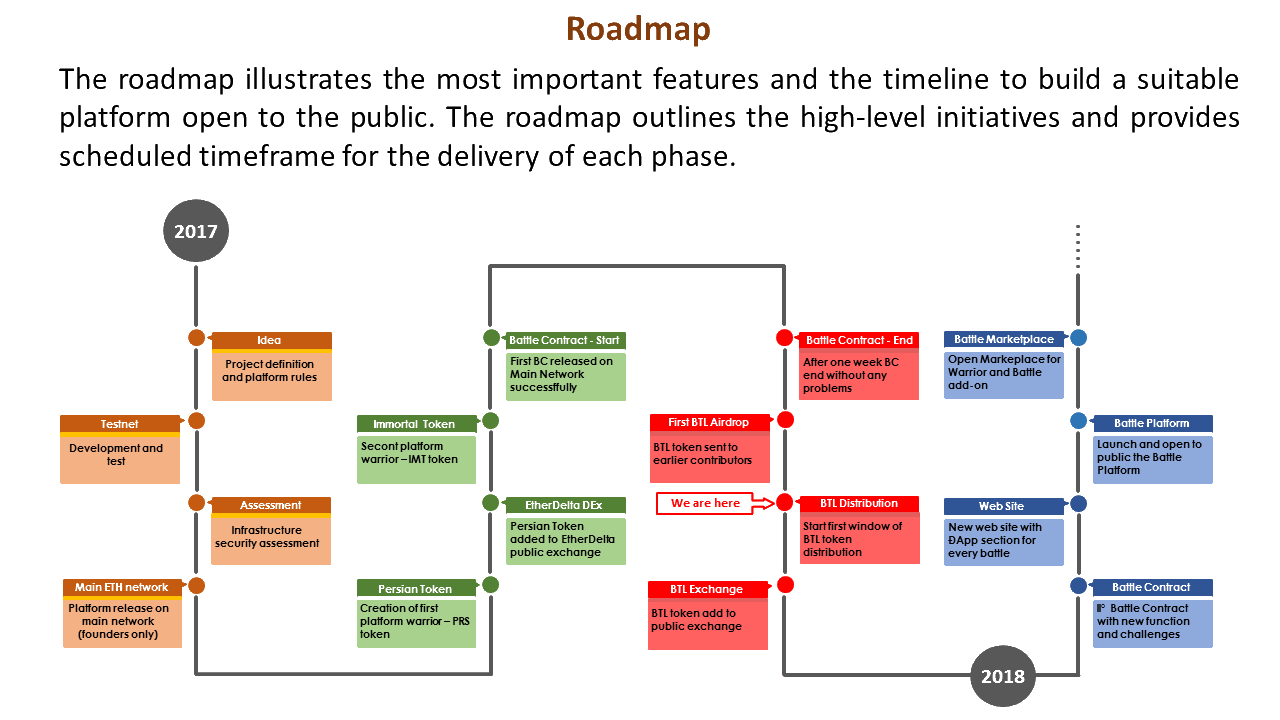 Roadmap
The roadmap illustrates the most important features and the timeline to build a suitable
platform open to the public. The roadmap outlines the high-level initiatives and provides
scheduled timeframe for the delivery of each phase.
2017
Idea
Project definition
and platform rules
Testnet
Development and
test
Assessment
Infrastructure
security assessment
Main ETH network
Platform release on
main network
(founders only)
Battle Contract - Start
First BC released on
Main Network
successffully
Immortal Token
Secont platform
warrior – IMT token
EtherDelta DEx
Persian Token
added to EtherDelta
public exchange
Persian Token
Creation of first
platform warrior – PRS
token
Battle Contract - End
After one week BC
end without any
problems
First BTL Airdrop
BTL token sent to
earlier contributors
We are here
BTL Distribution
Start first window of
BTL token
distribution
BTL Exchange
BTL token add to
public exchange
Battle Marketplace
Open Markeplace for
Warrior and Battle
add-on
Battle Platform
Launch and open to
public the Battle
Platform
Web Site
New web site with
ĐApp section for
every battle
Battle Contract
II° Battle Contract
with new function
and challenges
2018